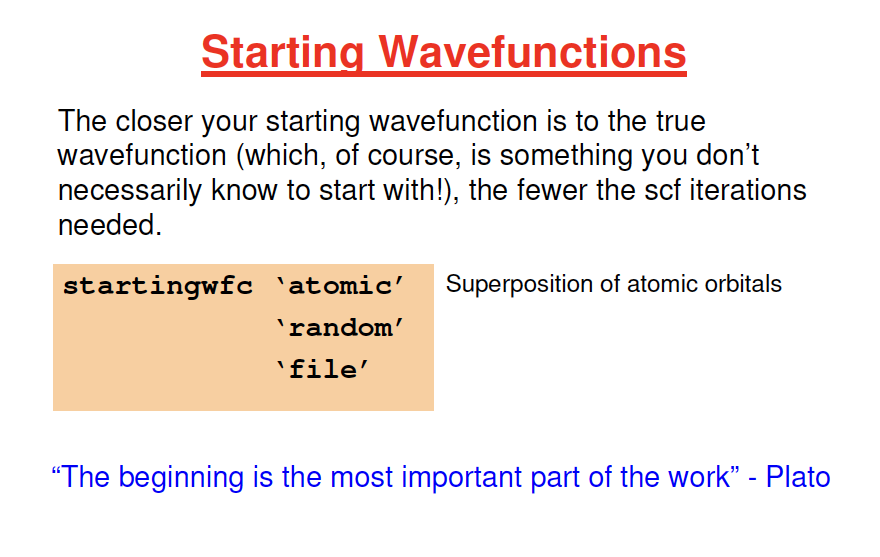 Starting Wavefunctions
The closer your starting wavefunction is to the true
wavefunction (which, of course, is something you don’t
necessarily know to start with!), the fewer the scf iterations
needed.
startingwfc ‘atomic’ Superposition of atomic orbitals
‘random’
‘file’
“The beginning is the most important part of the work” - Plato